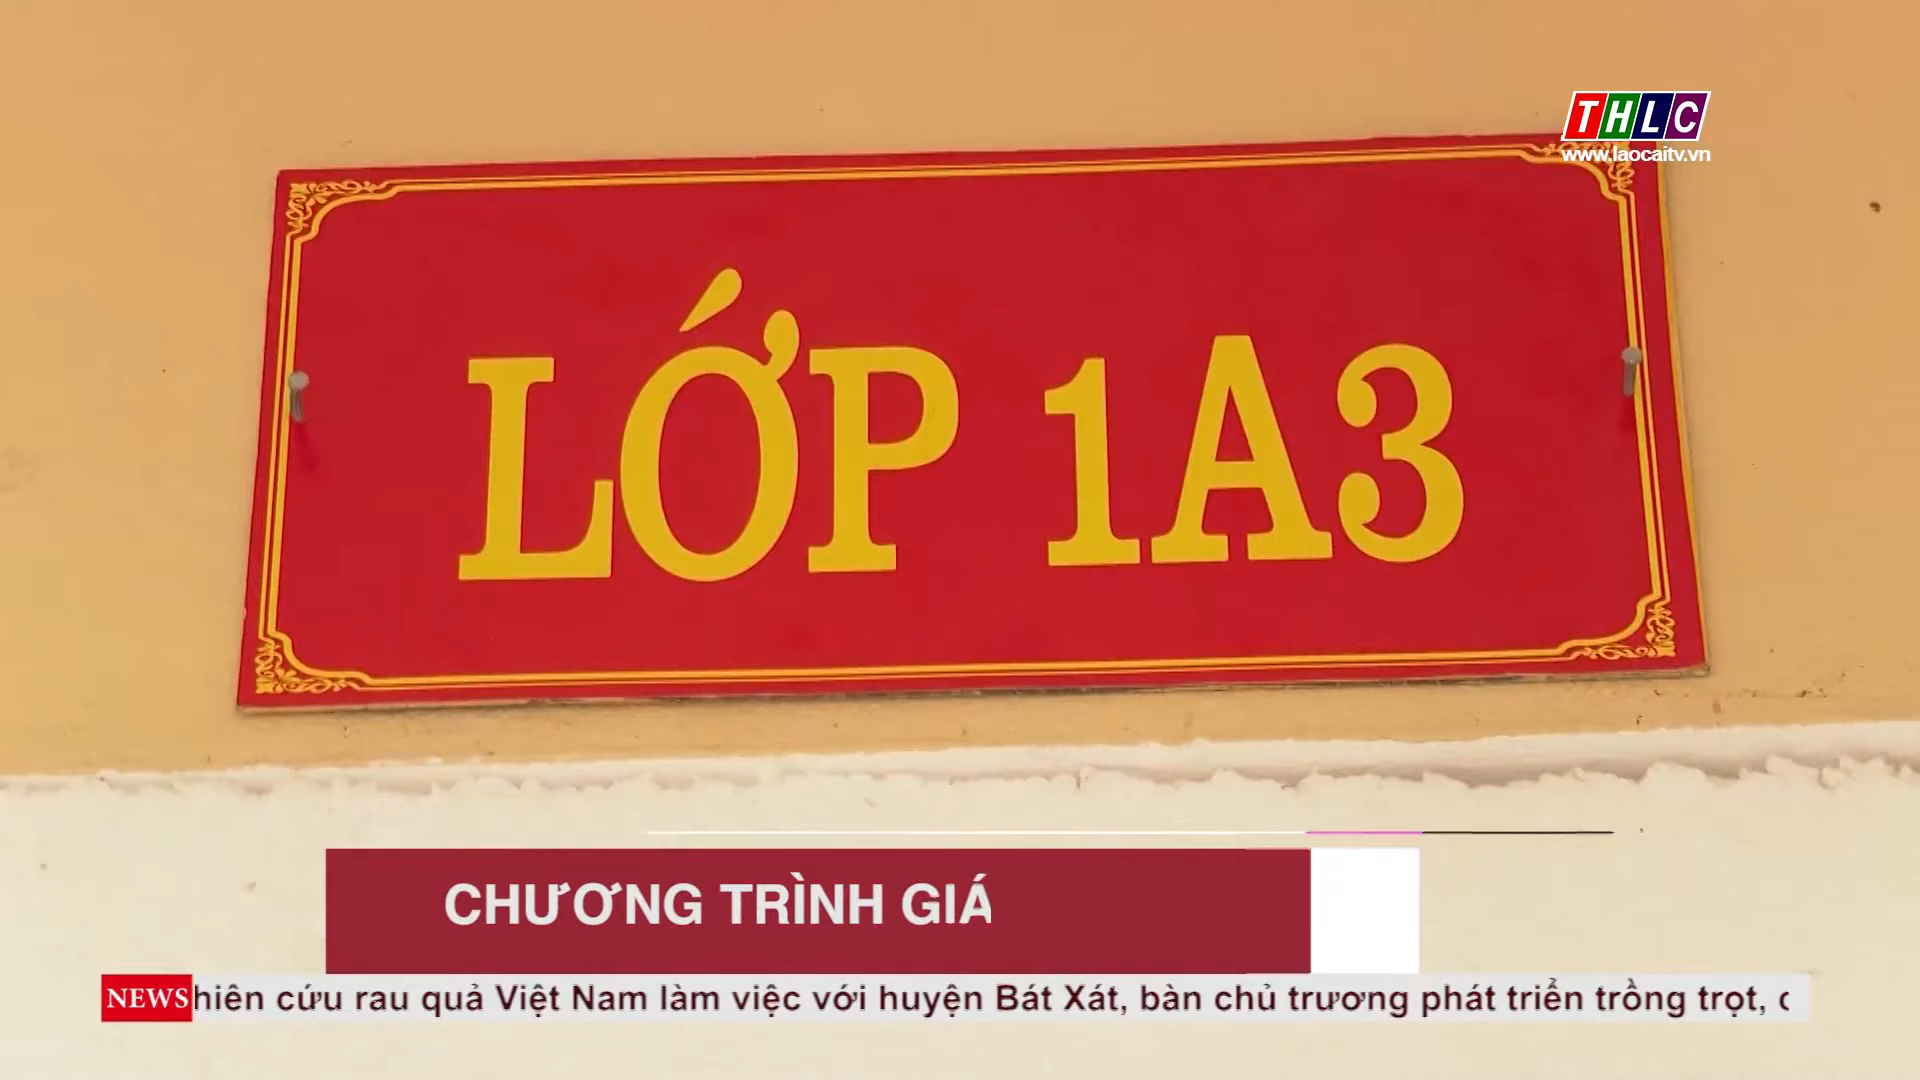 THLC
www.laocaitv.vn
LỚP 1A3
CHƯƠNG TRÌNH GIÁ
NEWS
cứu rau quả Việt Nam làm việc với huyện Bát Xát, bàn chủ trương phát triển trồng trọt,